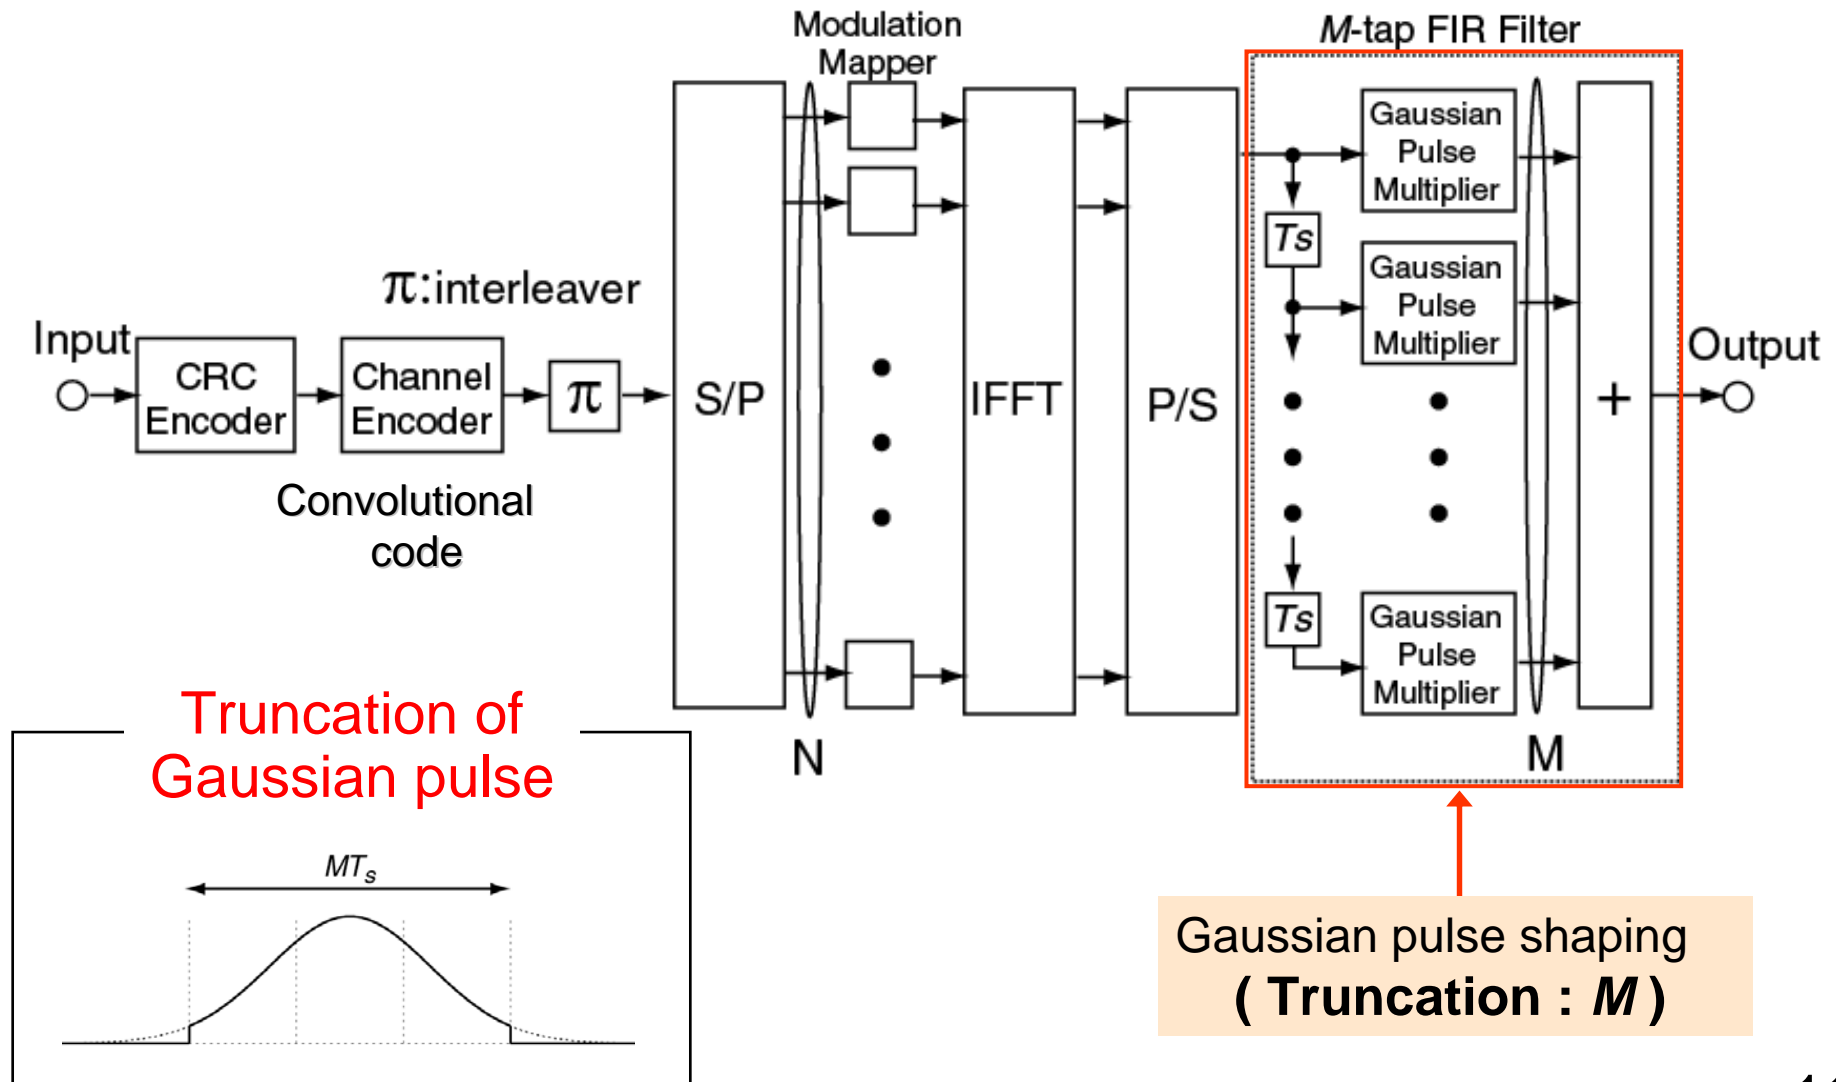 Modulation
Mapper
M-tap FIR Filter
π:interleaver
Input
CRC
Encoder
Channel
Encoder
π
Convolutional
code
S/P
N
IFFT
P/S
Ts
Ts
Gaussian
Pulse
Multiplier
Gaussian
Pulse
Multiplier
Gaussian
Pulse
Multiplier
M
+
Output
Truncation of
Gaussian pulse
MTs
Gaussian pulse shaping
( Truncation : M )